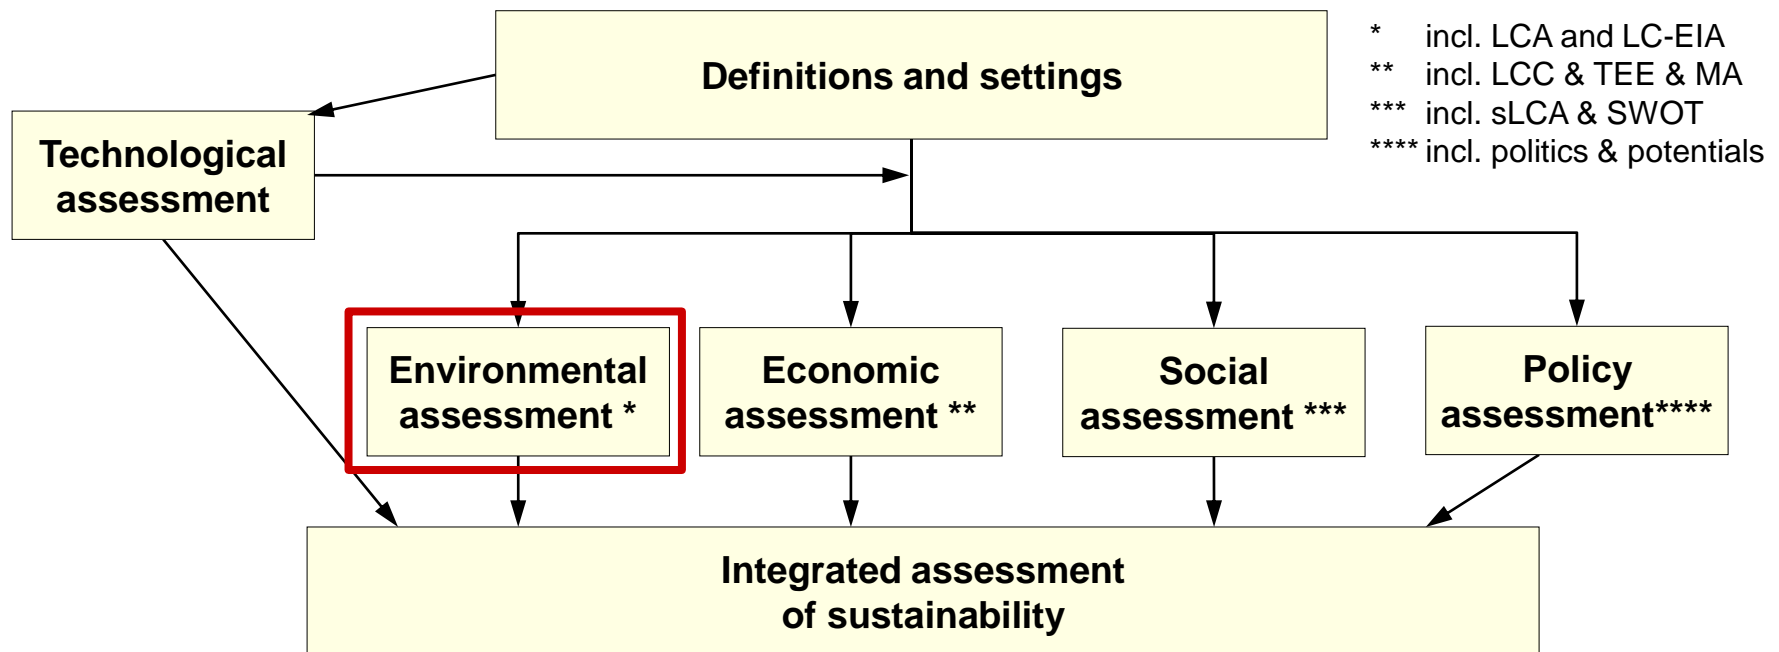 Definitions and settings
* incl. LCA and LC-EIA
** incl. LCC & TEE & MA
*** incl. sLCA & SWOT
**** incl. politics & potentials
Technological
assessment
Environmental
assessment *
Economic
assessment **
Social
assessment ***
Policy
assessment****
Integrated assessment
of sustainability